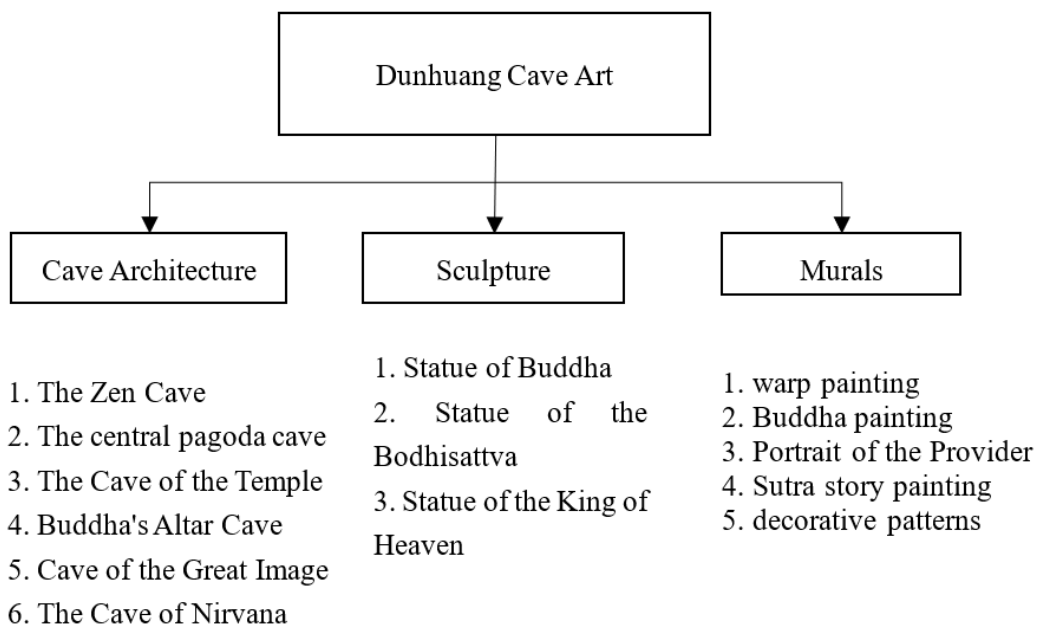 Dunhuang Cave Art
Cave Architecture
Sculpture
Murals
1. The Zen Cave
2. The central pagoda cave
3. The Cave of the Temple
4. Buddha's Altar Cave
5. Cave of the Great Image
6. The Cave of Nirvana
1. Statue of Buddha
2. Statue of the
Bodhisattva
3. Statue of the King of
Heaven
1. warp painting
2. Buddha painting
3. Portrait of the Provider
4. Sutra story painting
5. decorative patterns